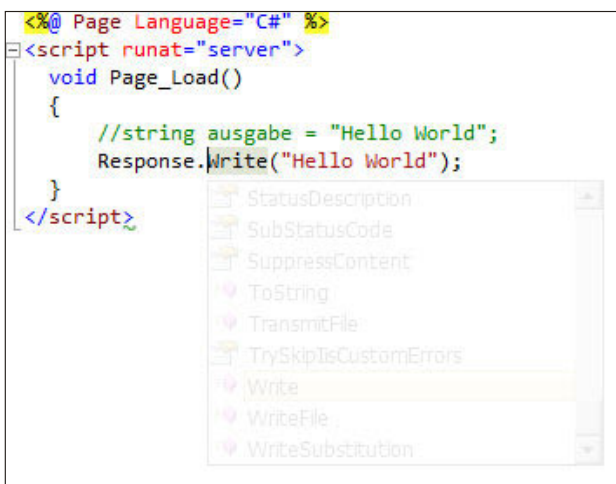 <%@ Page Language="C#" %>
<script runat="server">
void Page_Load()
{
//string ausgabe = "Hello World";
Response.Write("Hello World");
}
</script>
StatusDescription
SubStatusCode
SuppressContent
ToString
TransmitFile
TrySkipIisCustomErrors
Write
WriteFile
WriteSubstitution